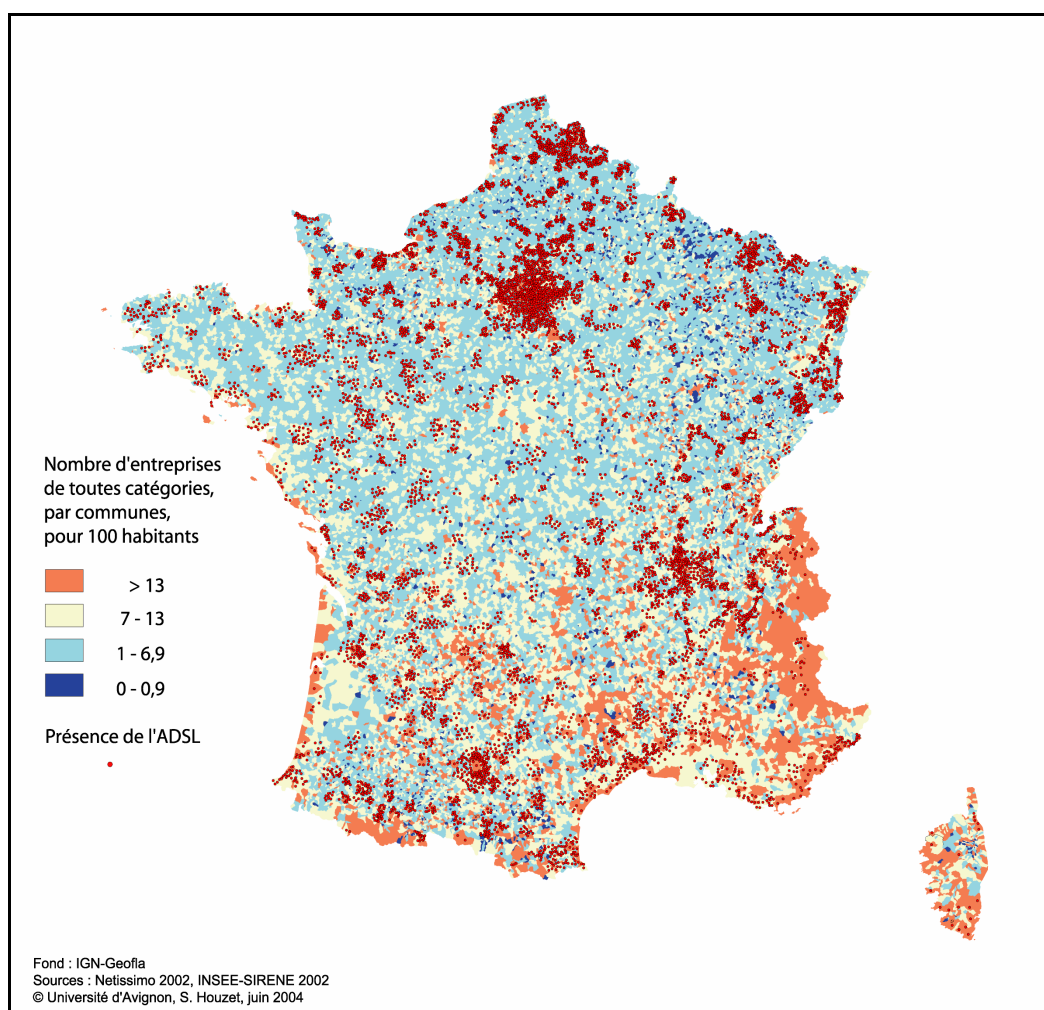 Nombre d'entreprises
de toutes catégories,
par communes,
pour 100 habitants
> 13
7 - 13
1 - 6,9
0 - 0,9
Présence de l'ADSL
Fond : IGN-Geofla
Sources : Netissimo 2002, INSEE-SIRENE 2002
© Université d'Avignon, S. Houzet, juin 2004